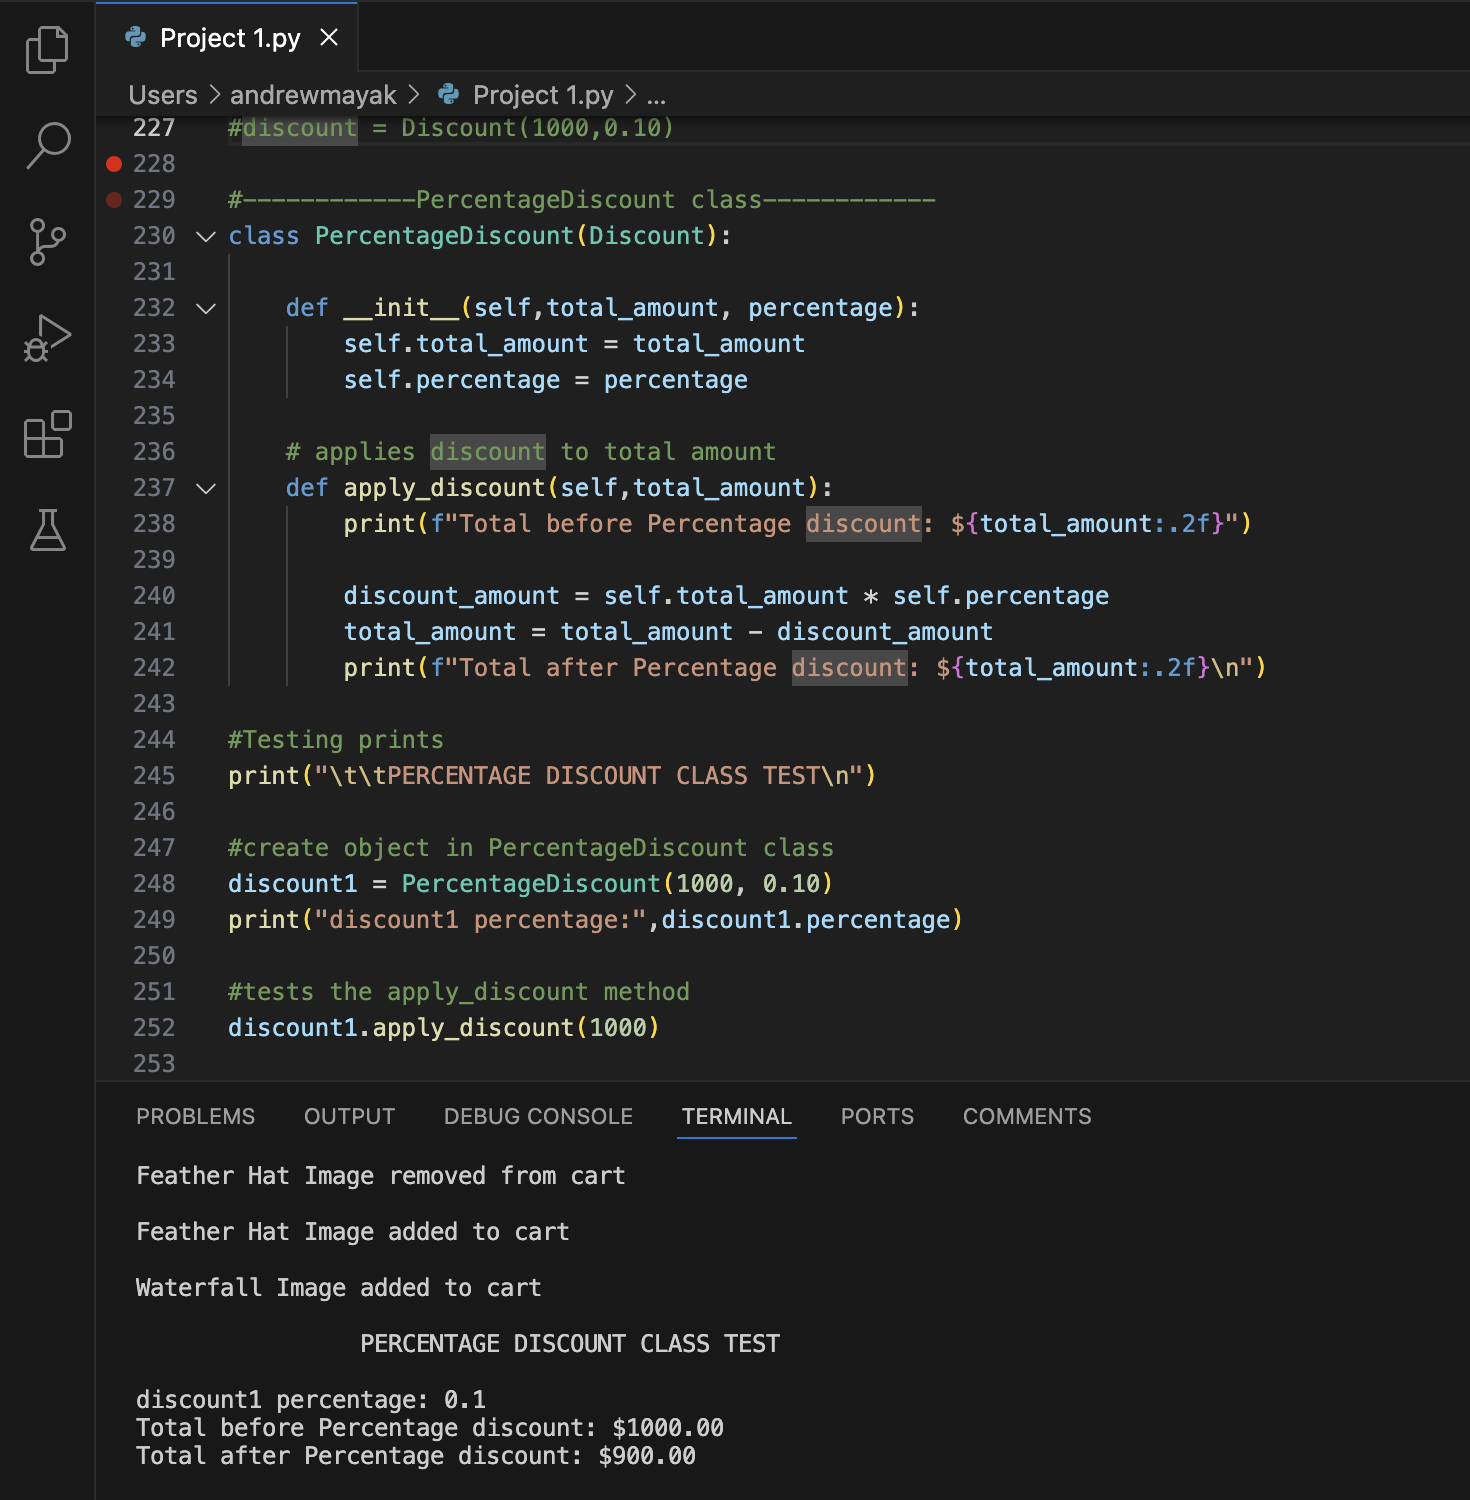 Project 1.py
Users > andrewmayak > Project 1.py > ...
227 #discount = Discount(1000,0.10)
228
229 #------------PercentageDiscount class------------
230 class PercentageDiscount(Discount):
231
232     def __init__(self,total_amount, percentage):
233         self.total_amount = total_amount
234         self.percentage = percentage
235
236     # applies discount to total amount
237     def apply_discount(self,total_amount):
238         print(f"Total before Percentage discount: ${total_amount:.2f}")
239
240         discount_amount = self.total_amount * self.percentage
241         total_amount = total_amount - discount_amount
242         print(f"Total after Percentage discount: ${total_amount:.2f}\n")
243
244 #Testing prints
245 print("\t\tPERCENTAGE DISCOUNT CLASS TEST\n")
246
247 #create object in PercentageDiscount class
248 discount1 = PercentageDiscount(1000, 0.10)
249 print("discount1 percentage:",discount1.percentage)
250
251 #tests the apply_discount method
252 discount1.apply_discount(1000)
253
PROBLEMS OUTPUT DEBUG CONSOLE TERMINAL PORTS COMMENTS
Feather Hat Image removed from cart
Feather Hat Image added to cart
Waterfall Image added to cart
PERCENTAGE DISCOUNT CLASS TEST
discount1 percentage: 0.1
Total before Percentage discount: $1000.00
Total after Percentage discount: $900.00